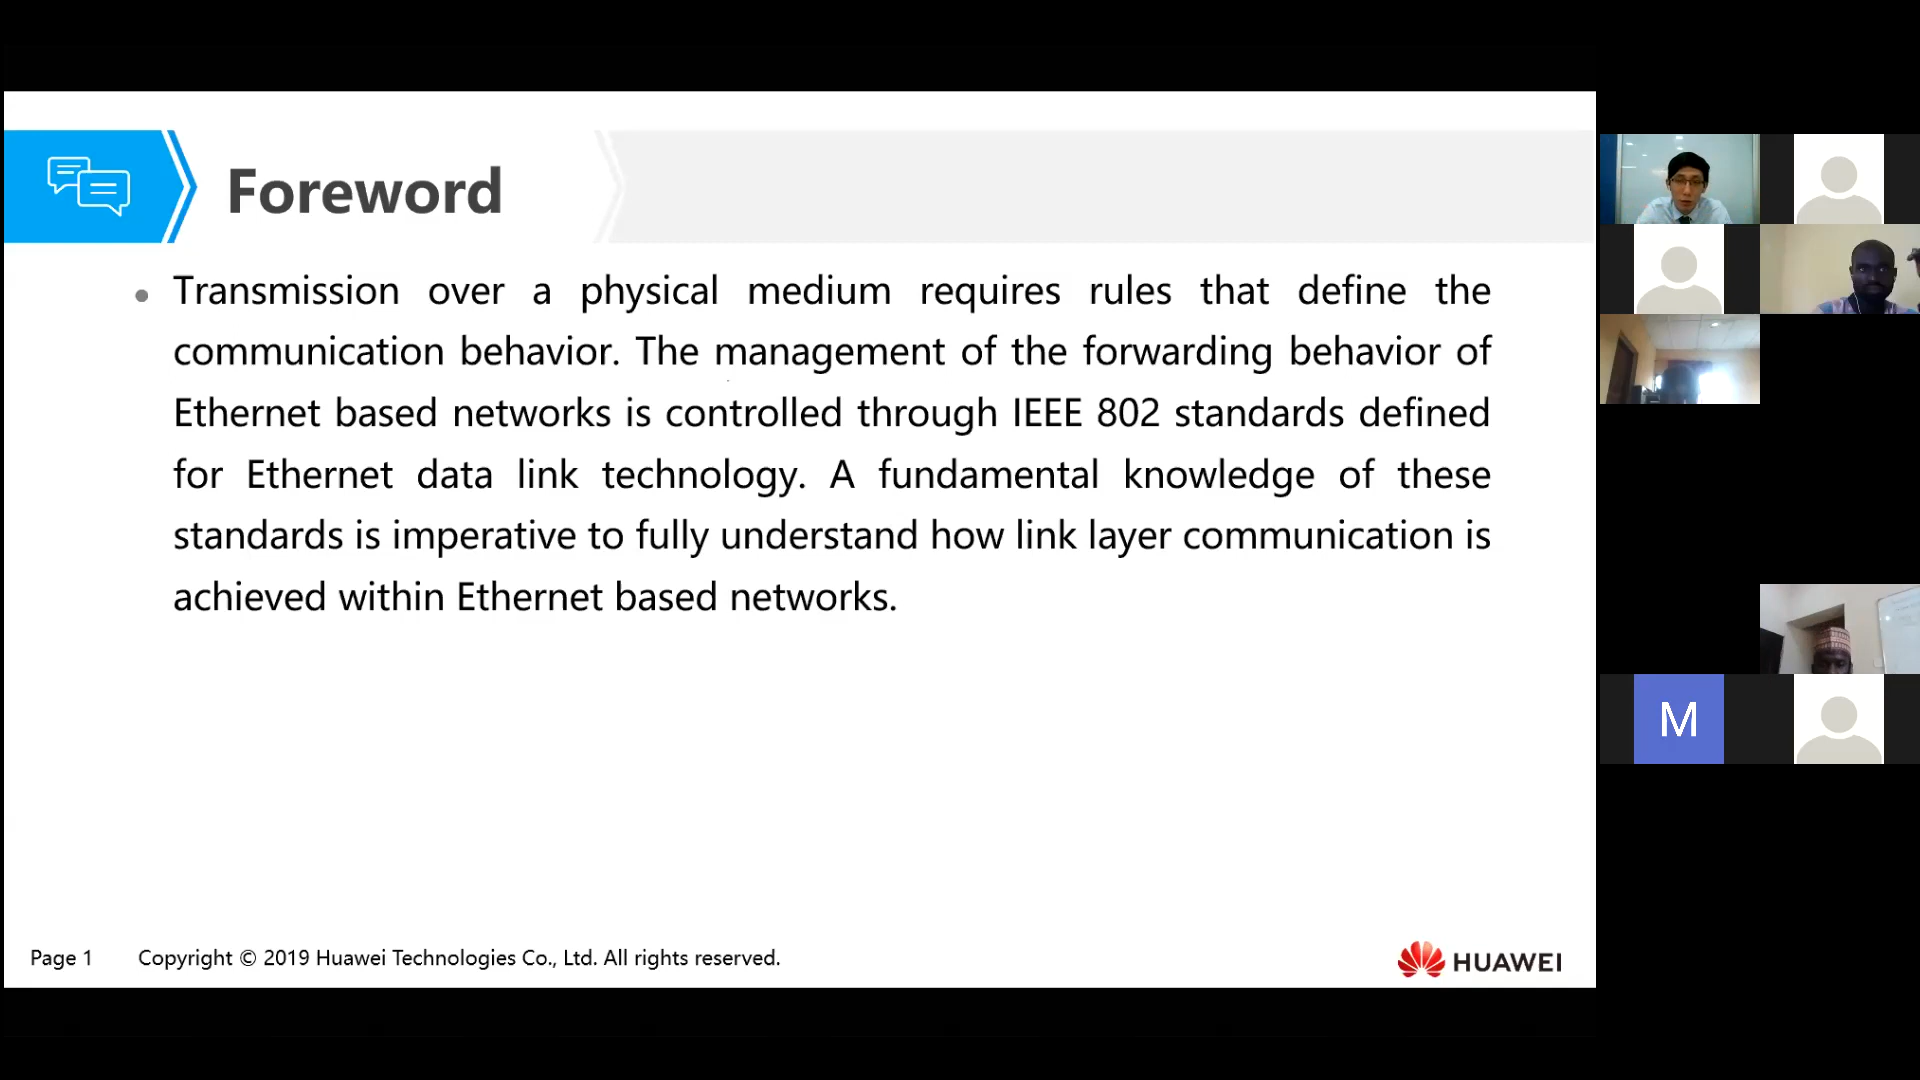 Foreword
Transmission over a physical medium requires rules that define the
communication behavior. The management of the forwarding behavior of
Ethernet based networks is controlled through IEEE 802 standards defined
for Ethernet data link technology. A fundamental knowledge of these
standards is imperative to fully understand how link layer communication is
achieved within Ethernet based networks.
M
Page 1 Copyright © 2019 Huawei Technologies Co., Ltd. All rights reserved.
HUAWEI